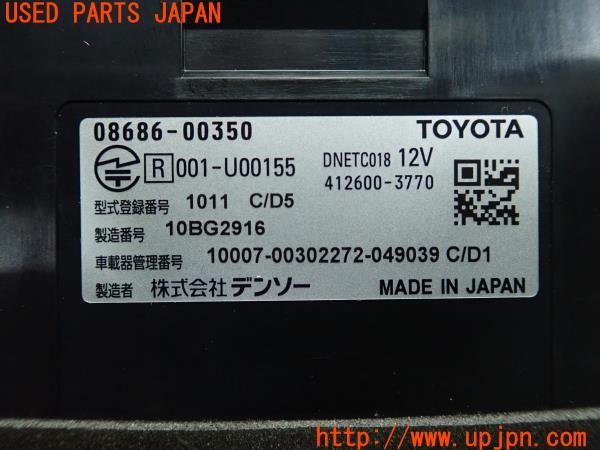 USED PARTS JAPAN
08686-00350 TOYOTA
R 001-U00155 DNETC018 12V
412600-3770
型式登録番号 1011 C/D5
製造番号 10BG2916
車載器管理番号 10007-00302272-049039 C/D1
製造者 株式会社デンソー MADE IN JAPAN
http://www.upjpn.com